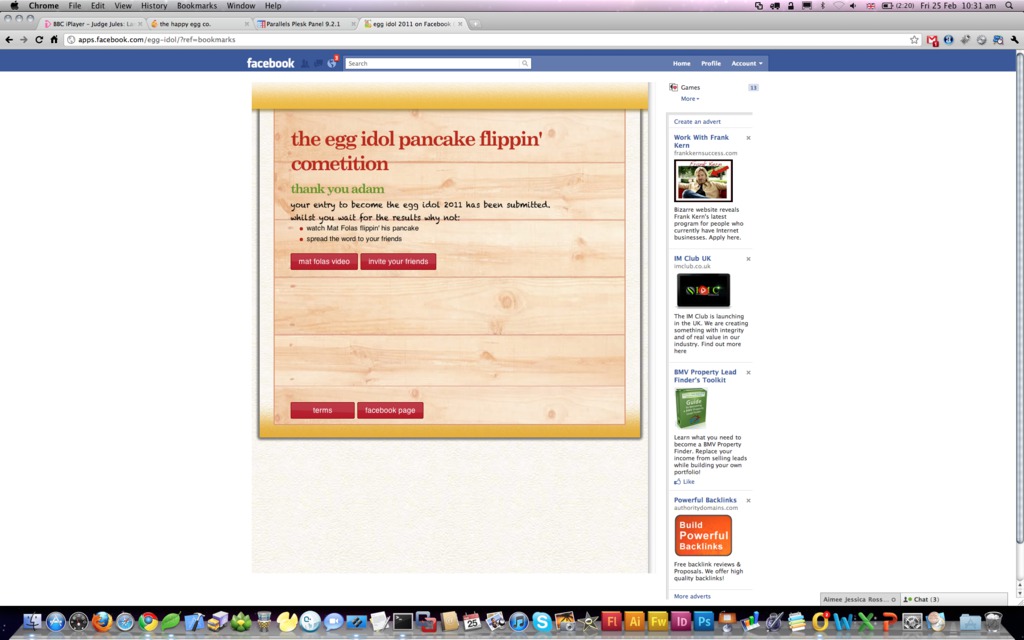 Chrome File Edit View History Bookmarks Window Help
(2:20) Fri 25 Feb 10:31 am
BBC iPlayer – Judge Jules: L
the happy egg co.
Parallels Plesk Panel 9.2.1
egg idol 2011 on Facebook
apps.facebook.com/egg-idol/?ref=bookmarks
facebook
Search
Home Profile Account
Games 13
More
the egg idol pancake flippin'
cometition
thank you adam
your entry to become the egg idol 2011 has been submitted.
whilst you wait for the results why not:
watch Mat Folas flippin' his pancake
spread the word to your friends
mat folas video
invite your friends
terms
facebook page
Create an advert
Work With Frank
Kern
frankkernsuccess.com
Frank Kern
Bizarre website reveals
Frank Kern's latest
program for people who
currently have Internet
businesses. Apply here.
IM Club UK
imclub.co.uk
The IM Club is launching
in the UK. We are creating
something with integrity
and of real value in our
industry. Find out more
here
BMV Property Lead
Finder's Toolkit
Guide
Learn what you need to
become a BMV Property
Finder. Replace your
income from selling leads
while building your own
portfolio!
Like
Powerful Backlinks
authoritydomains.com
Build
Powerful
Backlinks
Free backlink reviews &
Proposals. We offer high
quality backlinks!
More adverts
Aimee Jessica Ross...
Chat (3)
25
Fl Ai Fw Id Ps